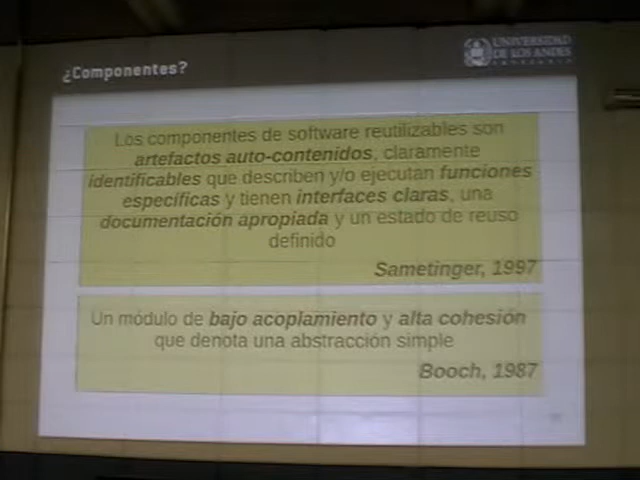 ¿Componentes?
UNIVERSIDAD
DE LOS ANDES
Los componentes de software reutilizables son
artefactos auto-contenidos, claramente
identificables que describen y/o ejecutan funciones
específicas y tienen interfaces claras, una
documentación apropiada y un estado de reuso
definido
Sametinger, 1997
Un módulo de bajo acoplamiento y alta cohesión
que denota una abstracción simple
Booch, 1987